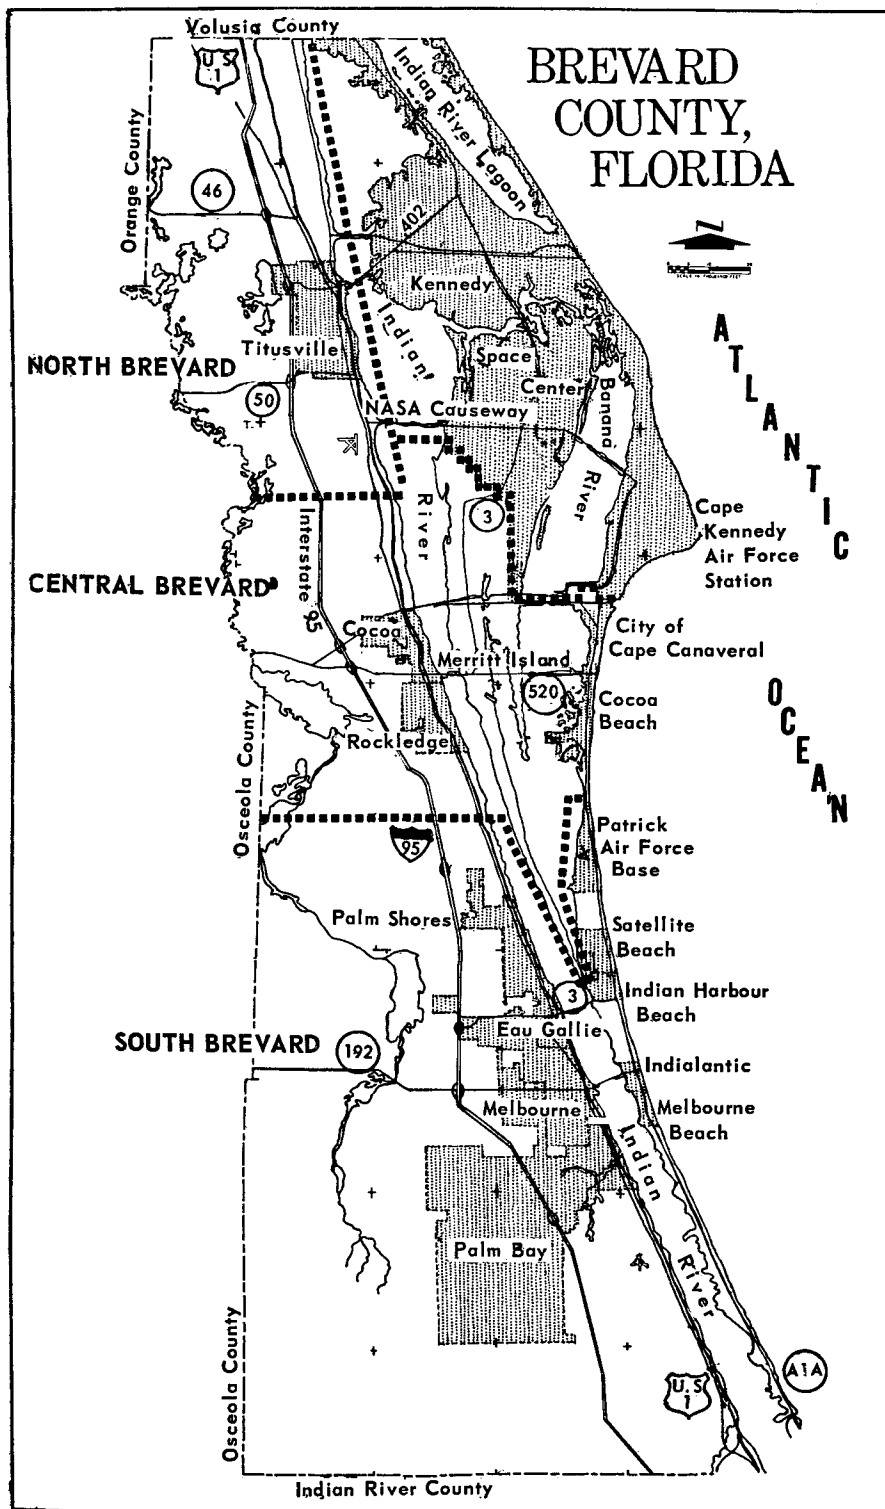 Volusia County
BREVARD
COUNTY,
FLORIDA
U S
1
Indian River Lagoon
Orange County
46
402
N
SCALE IN THOUSAND FEET
Kennedy
Space
Center
ATLANTIC
OCEAN
Indian
River
Titusville
NORTH BREVARD
50
T.
NASA Causeway
Banana
River
3
Interstate 95
Cape
Kennedy
Air Force
Station
CENTRAL BREVARD
Cocoa
City of
Cape Canaveral
Merritt Island
520
Cocoa
Beach
Rockledge
Osceola County
95
Patrick
Air Force
Base
Palm Shores
Satellite
Beach
3
Indian Harbour
Beach
Eau Gallie
SOUTH BREVARD
192
Indialantic
Melbourne
Melbourne
Beach
Indian
River
Palm Bay
Osceola County
U S
1
A1A
Indian River County